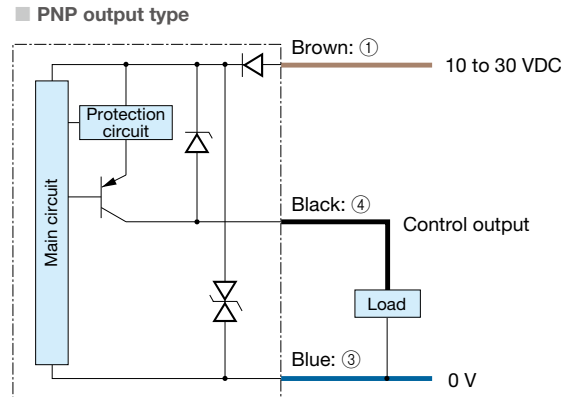 PNP output type
Brown: ①
10 to 30 VDC
Protection
circuit
Main circuit
Black: ④
Control output
Load
Blue: ③
0 V